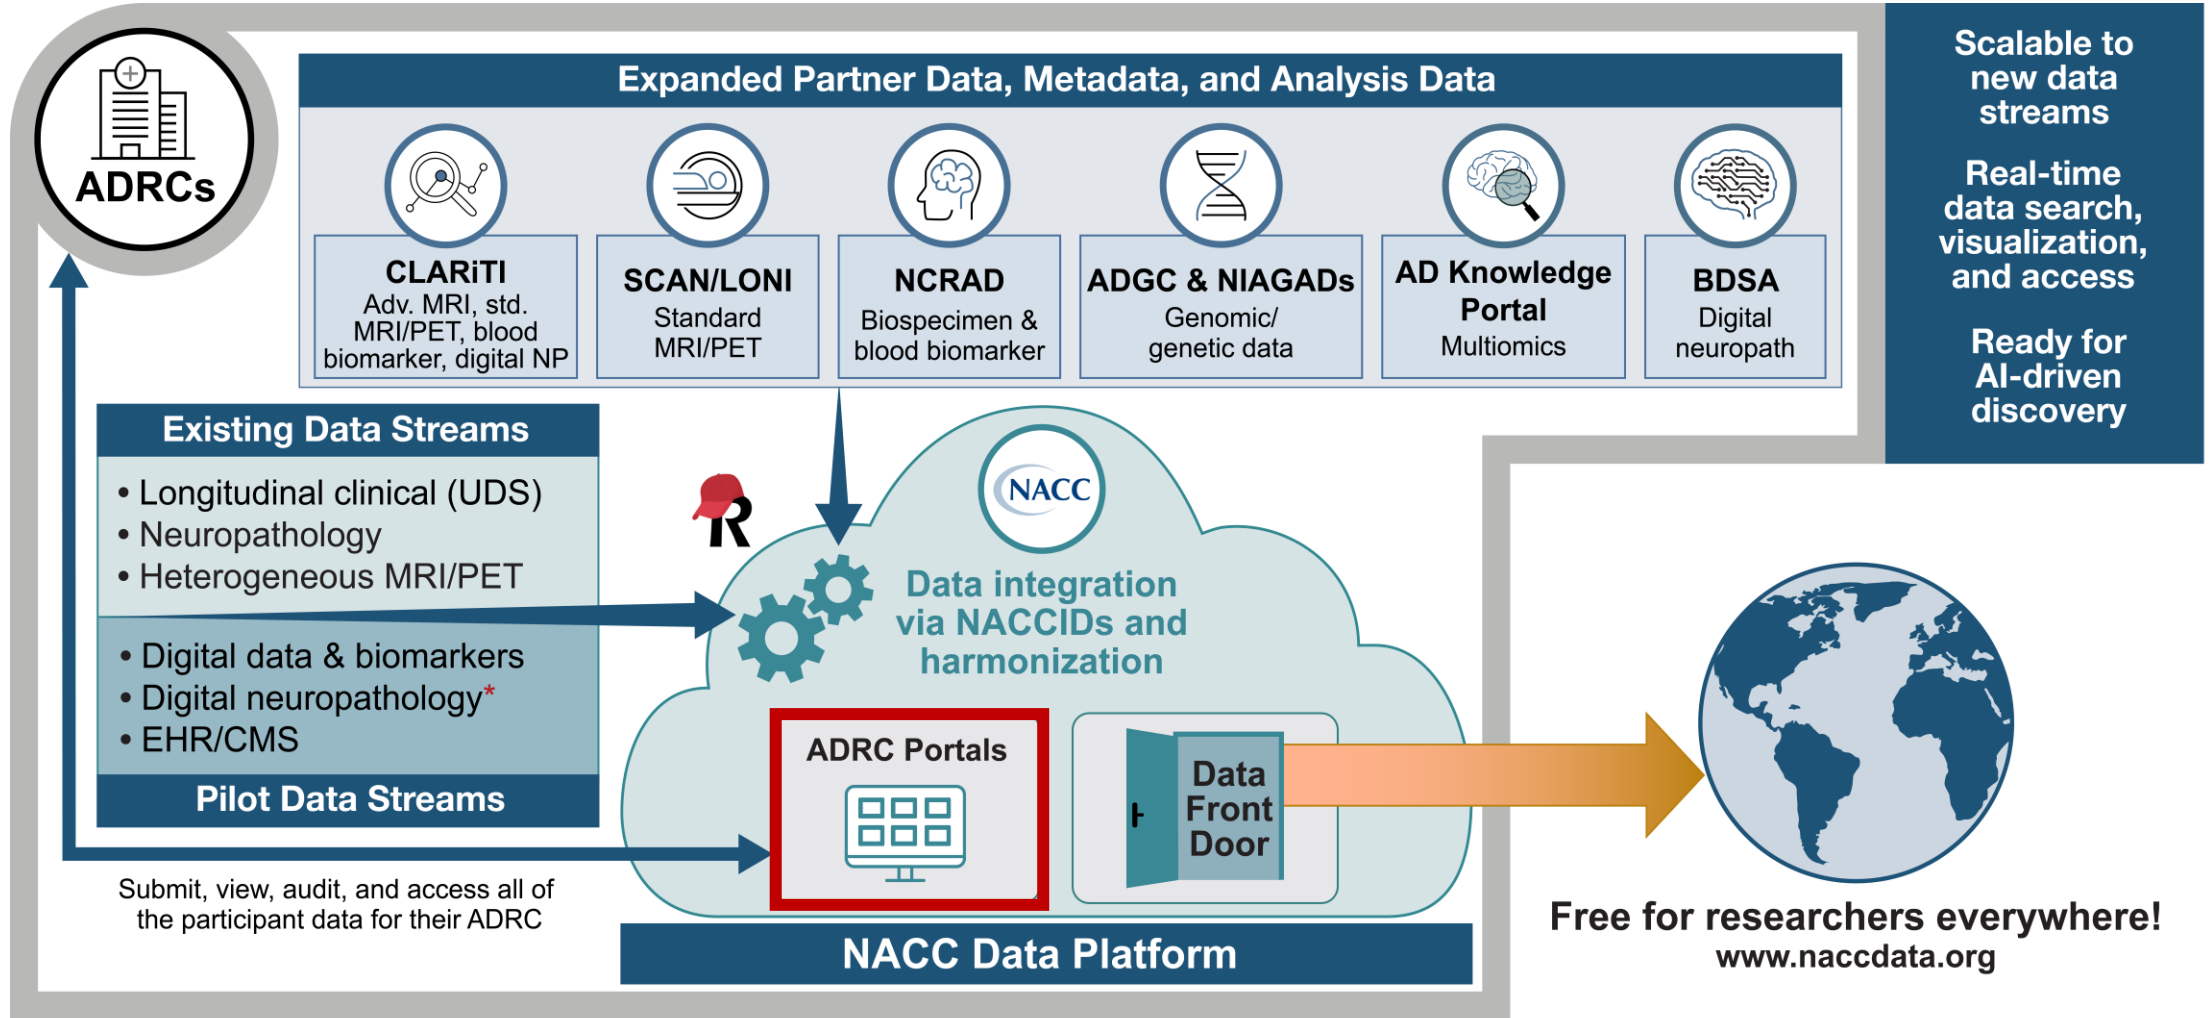 ADRCs
Expanded Partner Data, Metadata, and Analysis Data
CLARiTI
Adv. MRI, std.
MRI/PET, blood
biomarker, digital NP
SCAN/LONI
Standard
MRI/PET
NCRAD
Biospecimen &
blood biomarker
ADGC & NIAGADs
Genomic/
genetic data
AD Knowledge
Portal
Multiomics
BDSA
Digital
neuropath
Scalable to
new data
streams
Real-time
data search,
visualization,
and access
Ready for
AI-driven
discovery
Existing Data Streams
• Longitudinal clinical (UDS)
• Neuropathology
• Heterogeneous MRI/PET
• Digital data & biomarkers
• Digital neuropathology*
• EHR/CMS
Pilot Data Streams
Submit, view, audit, and access all of
the participant data for their ADRC
R
NACC
Data integration
via NACCIDs and
harmonization
ADRC Portals
Data
Front
Door
NACC Data Platform
Free for researchers everywhere!
www.naccdata.org